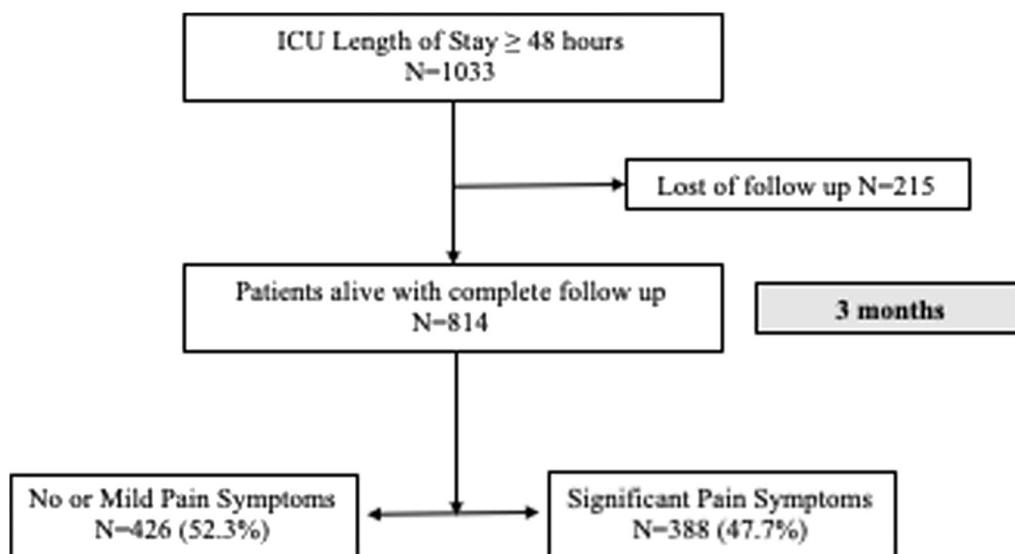 ICU Length of Stay ≥ 48 hours
N=1033
Lost of follow up N=215
Patients alive with complete follow up
N=814
3 months
No or Mild Pain Symptoms
N=426 (52.3%)
Significant Pain Symptoms
N=388 (47.7%)